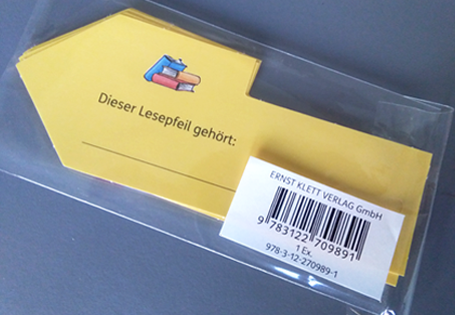 Dieser Lesepfeil gehört:
ERNST KLETT VERLAG GmbH
9 783122 709891
1 Ex.
978-3-12-270989-1